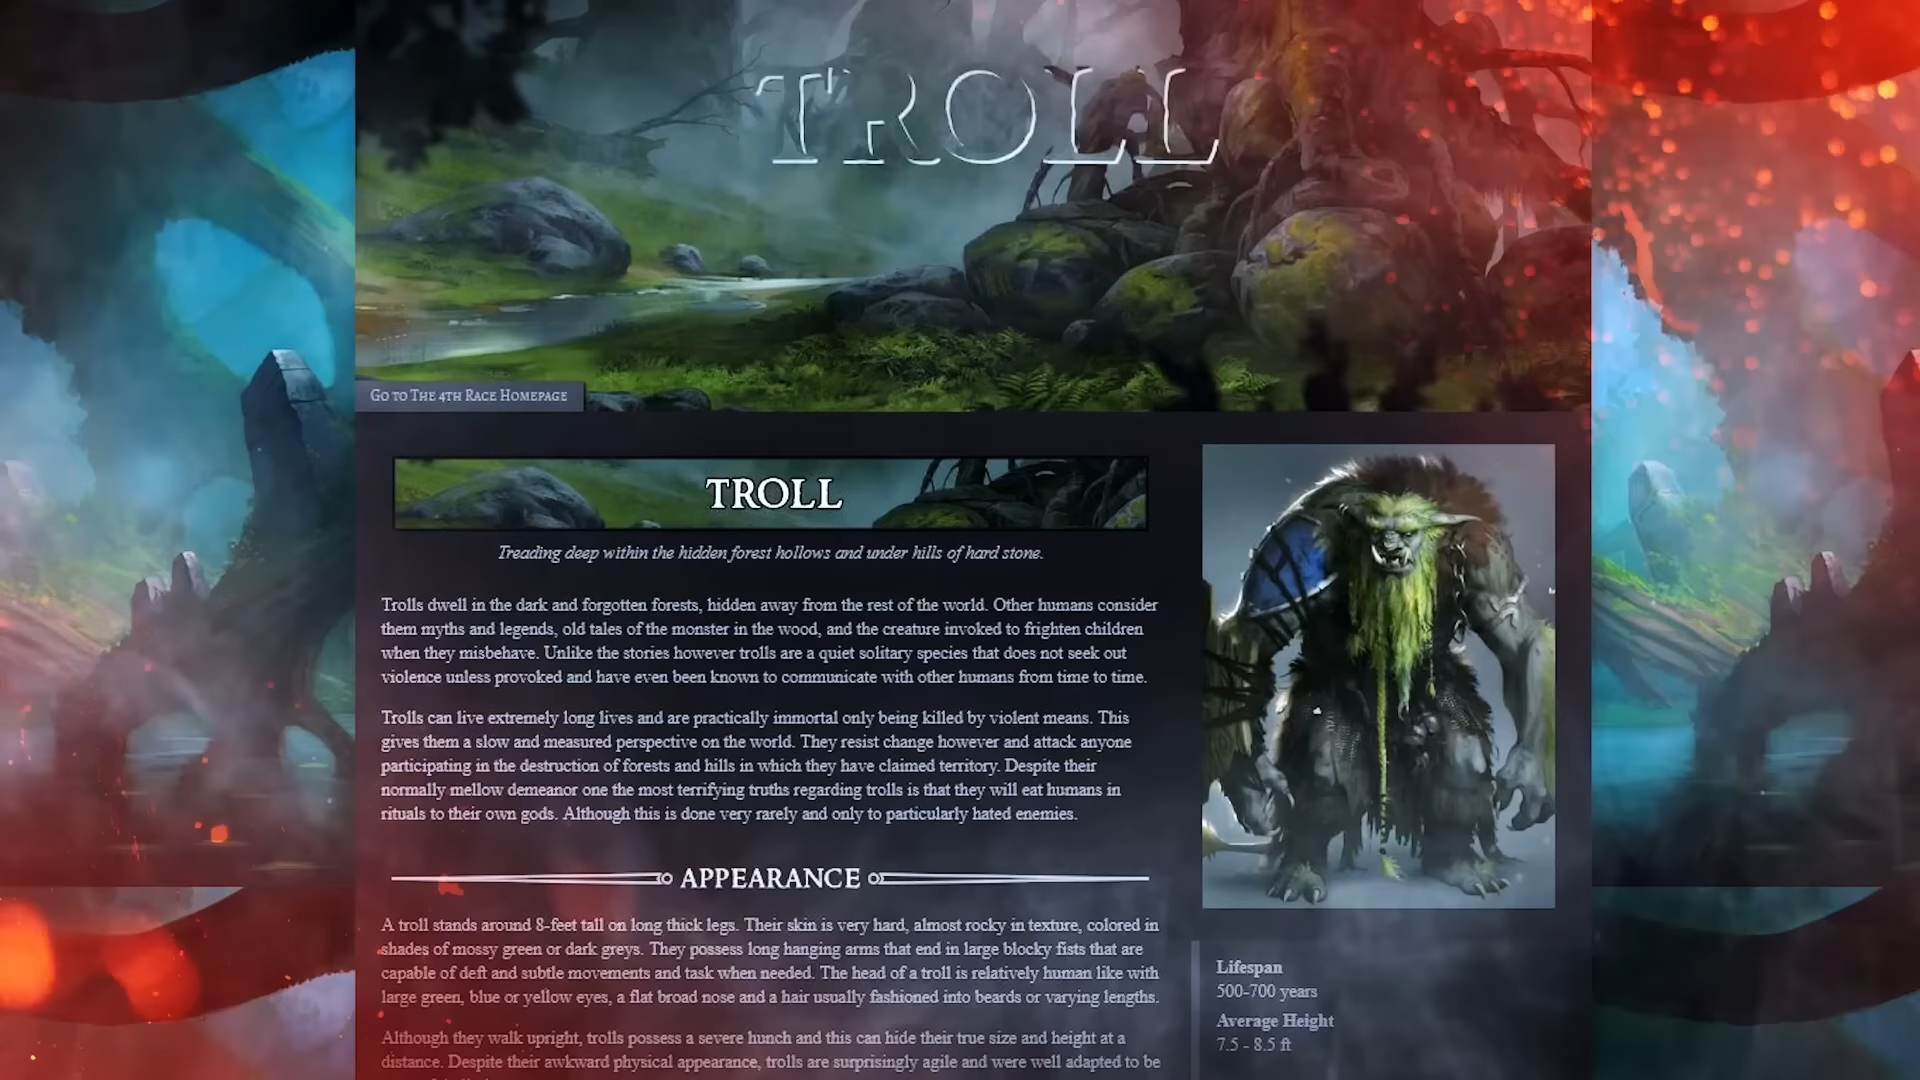 TROLL
Go to The 4th Race Homepage
TROLL
Treading deep within the hidden forest hollows and under hills of hard stone.
Trolls dwell in the dark and forgotten forests, hidden away from the rest of the world. Other humans consider
them myths and legends, old tales of the monster in the wood, and the creature invoked to frighten children
when they misbehave. Unlike the stories however trolls are a quiet solitary species that does not seek out
violence unless provoked and have even been known to communicate with other humans from time to time.
Trolls can live extremely long lives and are practically immortal only being killed by violent means. This
gives them a slow and measured perspective on the world. They resist change however and attack anyone
participating in the destruction of forests and hills in which they have claimed territory. Despite their
normally mellow demeanor one the most terrifying truths regarding trolls is that they will eat humans in
rituals to their own gods. Although this is done very rarely and only to particularly hated enemies.
APPEARANCE
A troll stands around 8-feet tall on long thick legs. Their skin is very hard, almost rocky in texture, colored in
shades of mossy green or dark greys. They possess long hanging arms that end in large blocky fists that are
capable of deft and subtle movements and task when needed. The head of a troll is relatively human like with
large green, blue or yellow eyes, a flat broad nose and a hair usually fashioned into beards or varying lengths.
Although they walk upright, trolls possess a severe hunch and this can hide their true size and height at a
distance. Despite their awkward physical appearance, trolls are surprisingly agile and were well adapted to be
Lifespan
500-700 years
Average Height
7.5 - 8.5 ft